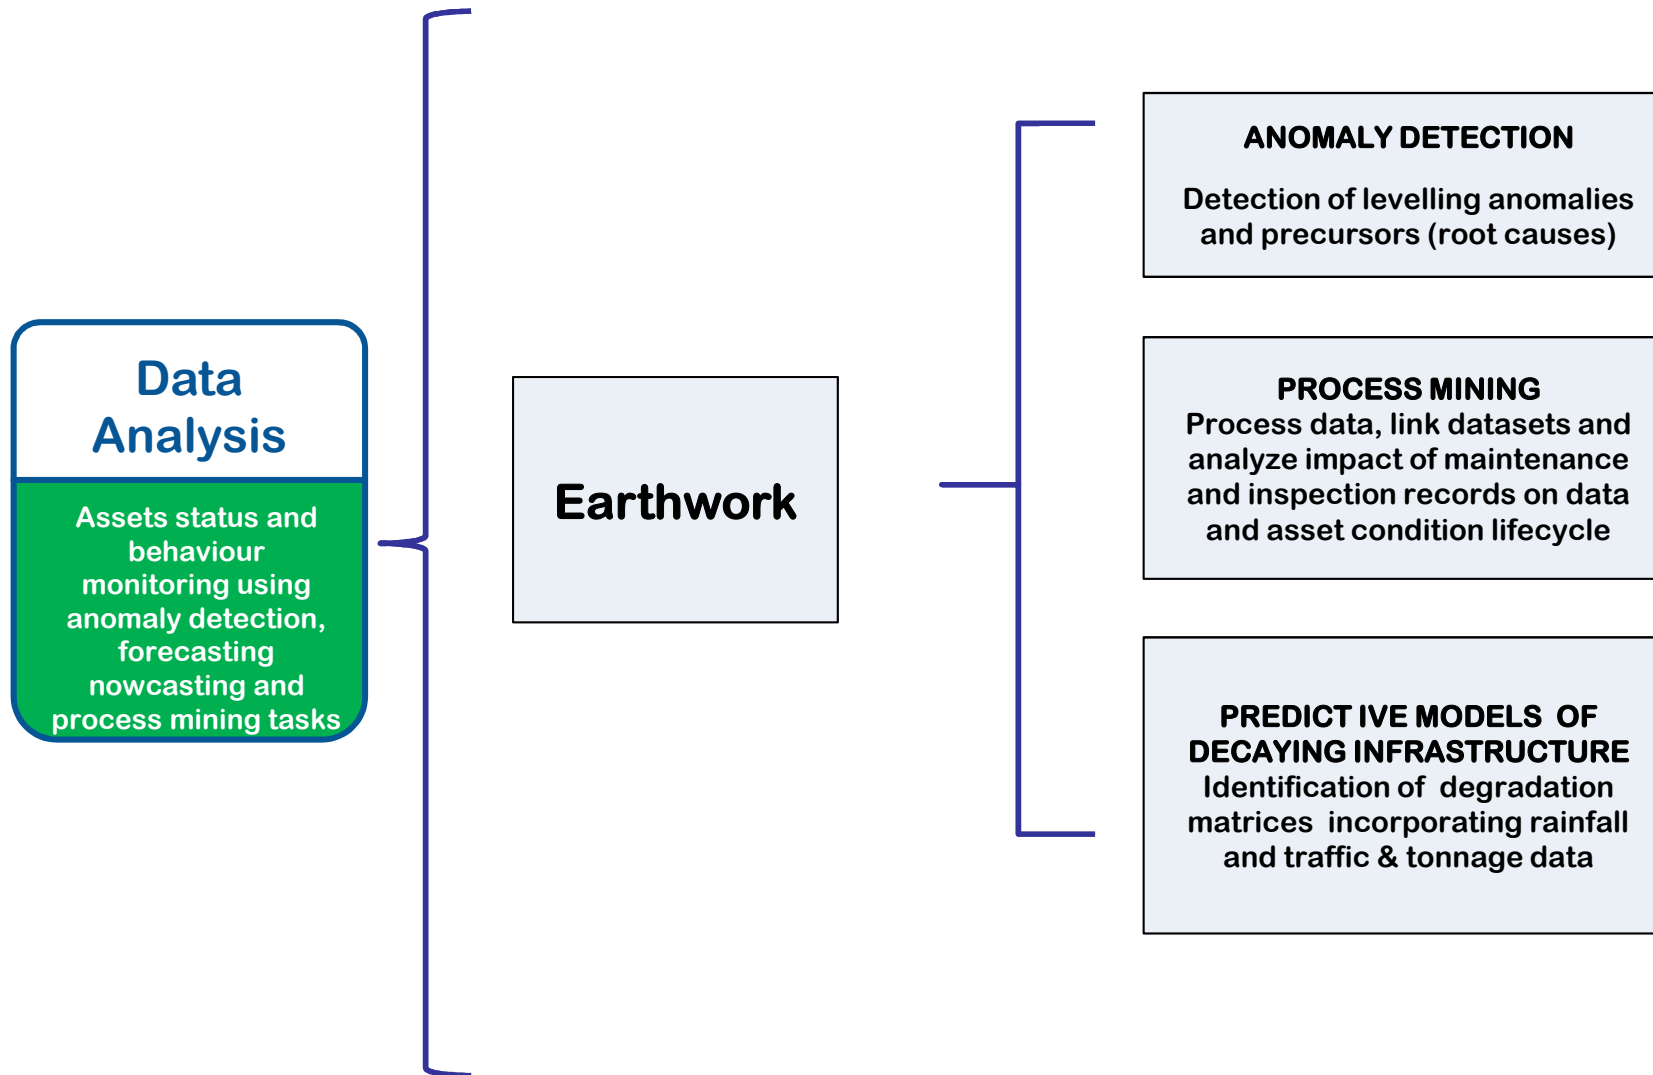 Data
Analysis
Assets status and
behaviour
monitoring using
anomaly detection,
forecasting
nowcasting and
process mining tasks
Earthwork
ANOMALY DETECTION
Detection of levelling anomalies
and precursors (root causes)
PROCESS MINING
Process data, link datasets and
analyze impact of maintenance
and inspection records on data
and asset condition lifecycle
PREDICT IVE MODELS OF
DECAYING INFRASTRUCTURE
Identification of degradation
matrices incorporating rainfall
and traffic & tonnage data